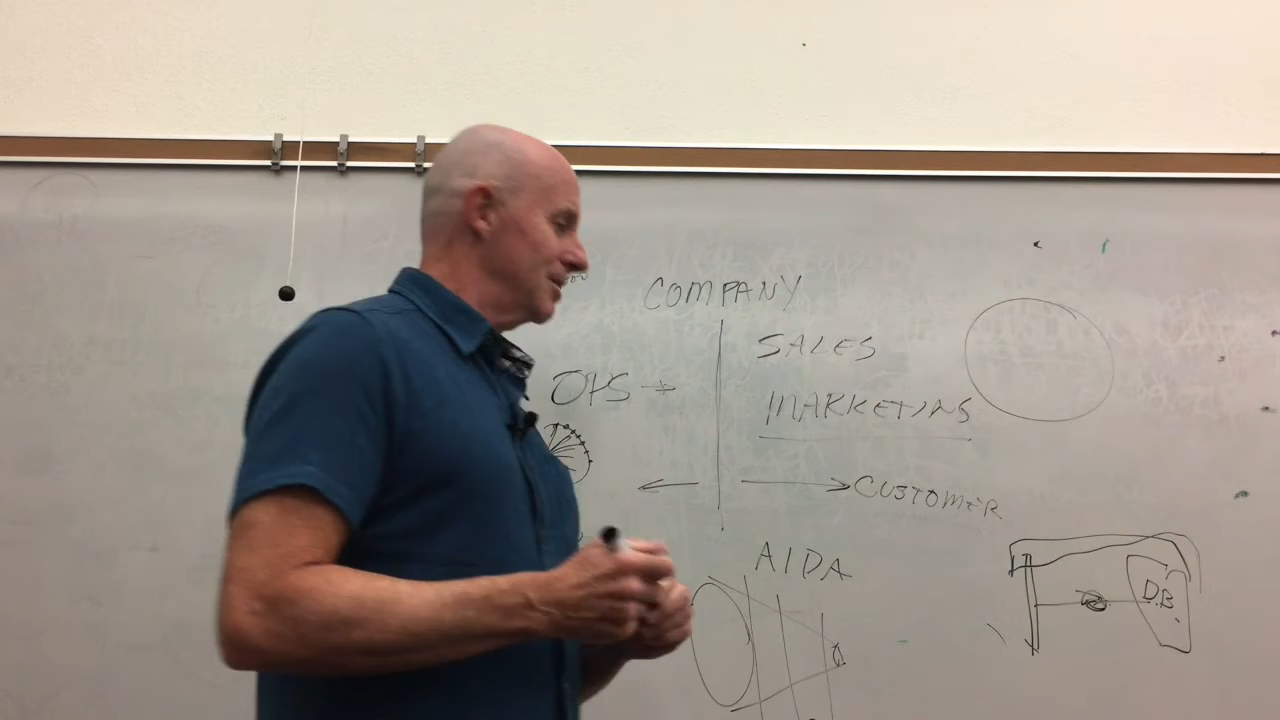 COMPANY
SALES
OPS →
MARKETING
← → CUSTOMER
AIDA
D.B